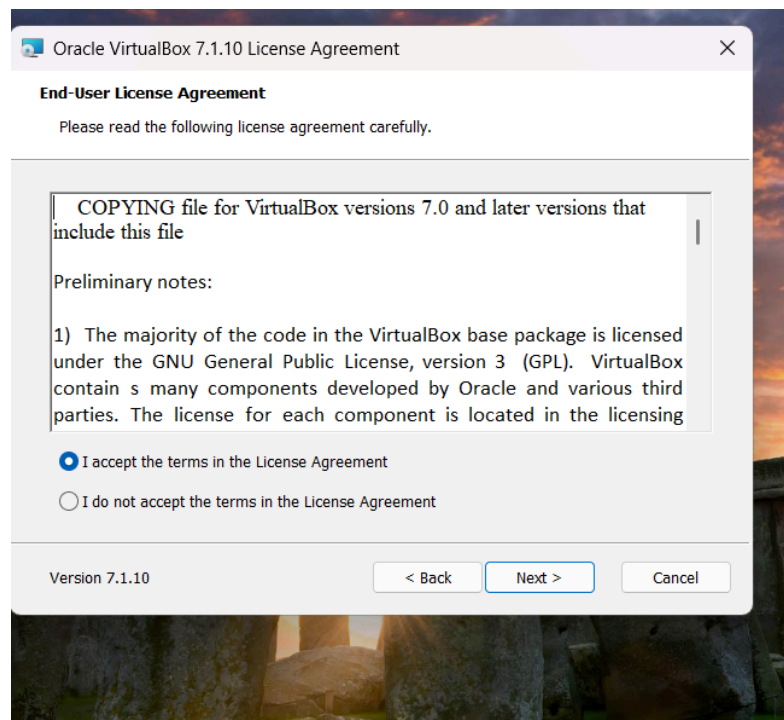 Oracle VirtualBox 7.1.10 License Agreement
End-User License Agreement
Please read the following license agreement carefully.
COPYING file for VirtualBox versions 7.0 and later versions that
include this file
Preliminary notes:
1) The majority of the code in the VirtualBox base package is licensed
under the GNU General Public License, version 3 (GPL). VirtualBox
contain s many components developed by Oracle and various third
parties. The license for each component is located in the licensing
I accept the terms in the License Agreement
I do not accept the terms in the License Agreement
Version 7.1.10
< Back
Next >
Cancel